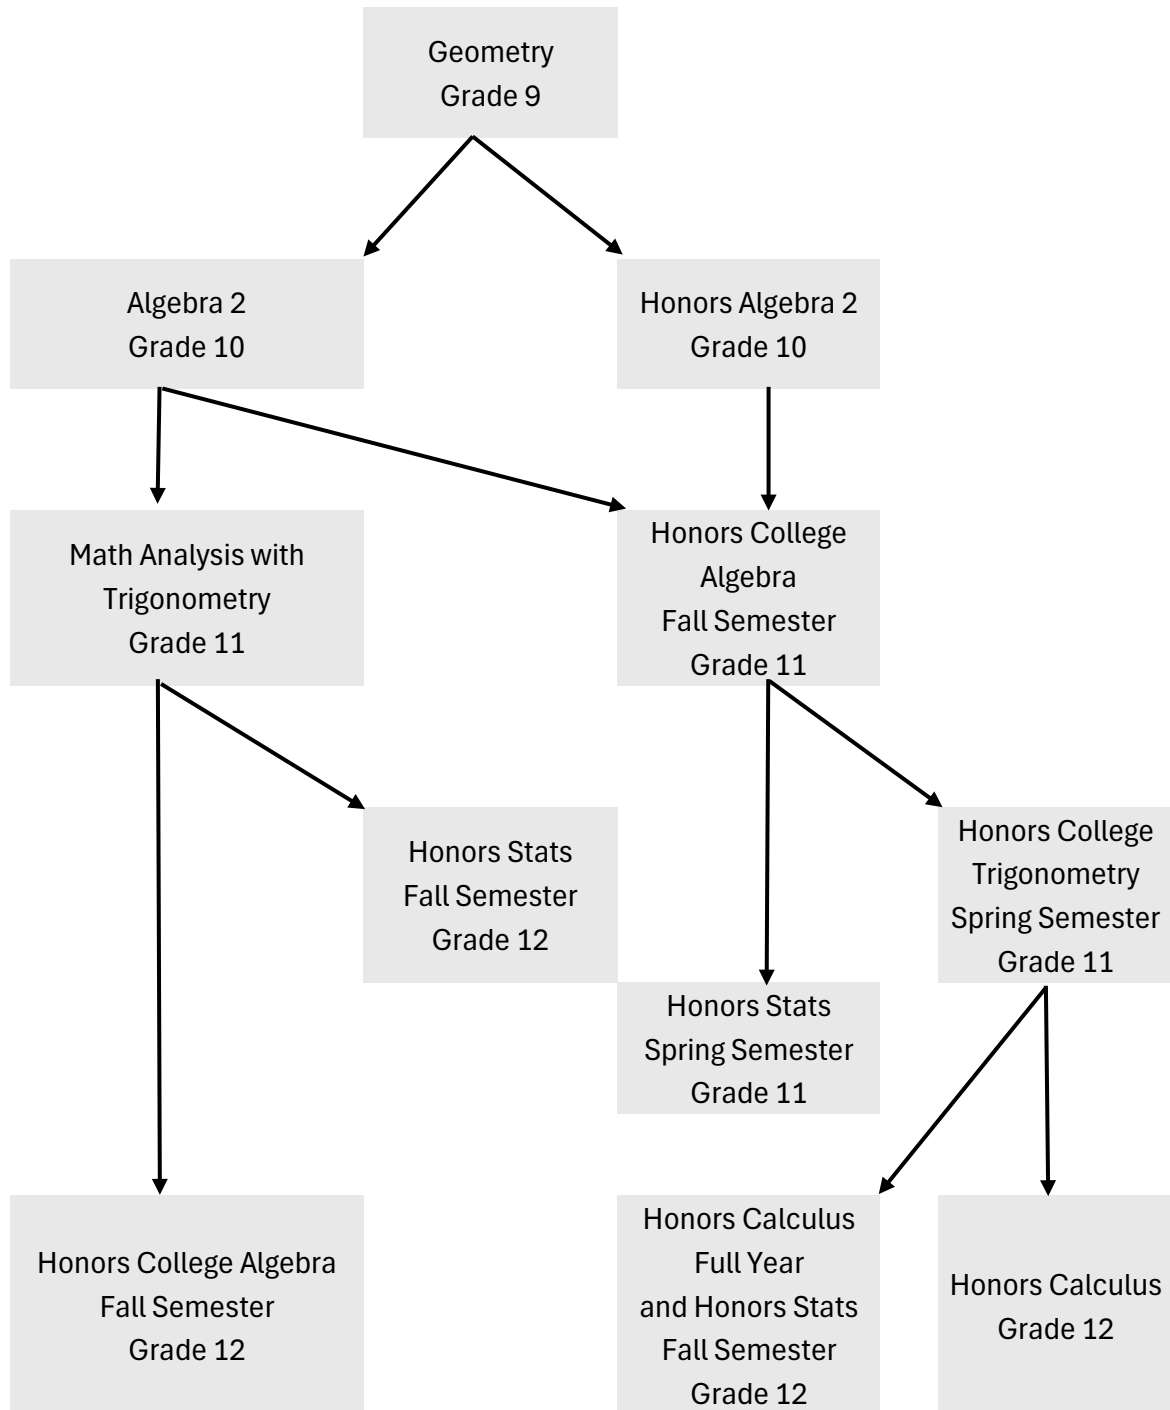 Geometry
Grade 9
Algebra 2
Grade 10
Honors Algebra 2
Grade 10
Math Analysis with
Trigonometry
Grade 11
Honors College
Algebra
Fall Semester
Grade 11
Honors Stats
Fall Semester
Grade 12
Honors College
Trigonometry
Spring Semester
Grade 11
Honors Stats
Spring Semester
Grade 11
Honors College Algebra
Fall Semester
Grade 12
Honors Calculus
Full Year
and Honors Stats
Fall Semester
Grade 12
Honors Calculus
Grade 12